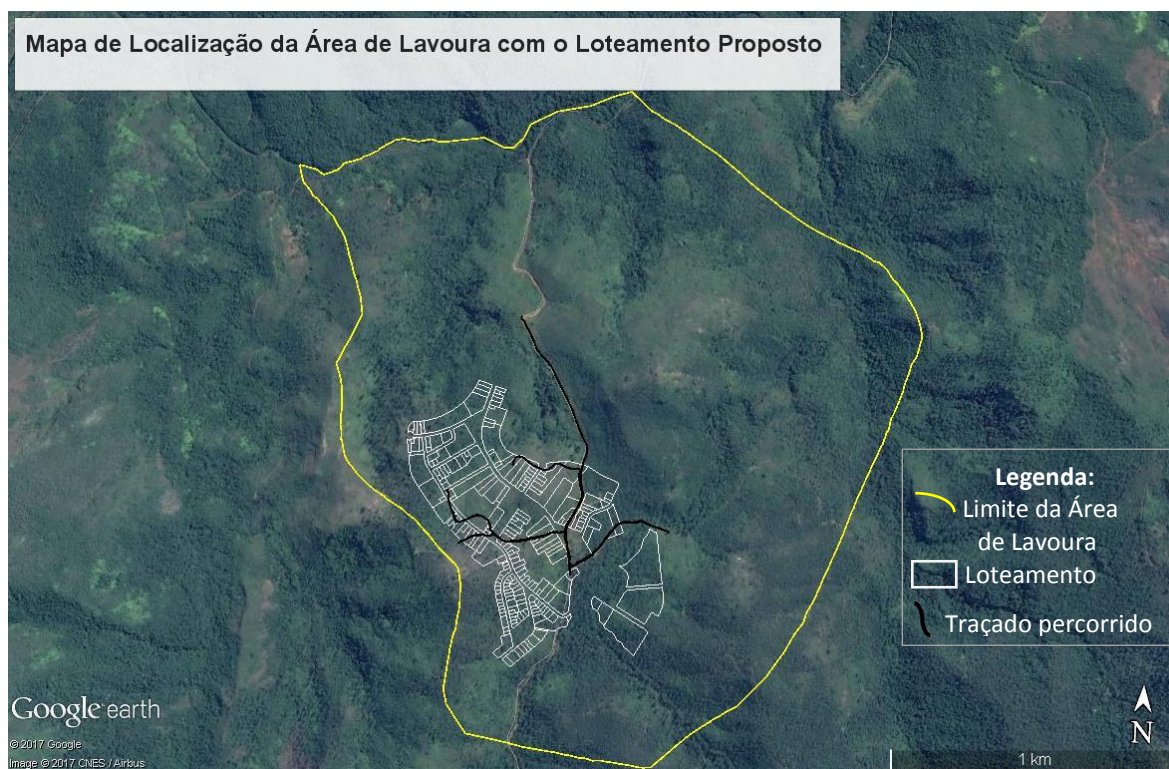 Mapa de Localização da Área de Lavoura com o Loteamento Proposto
Legenda:
Limite da Área
de Lavoura
Loteamento
Traçado percorrido
Google earth
© 2017 Google
Image © 2017 CNES / Airbus
N
1 km